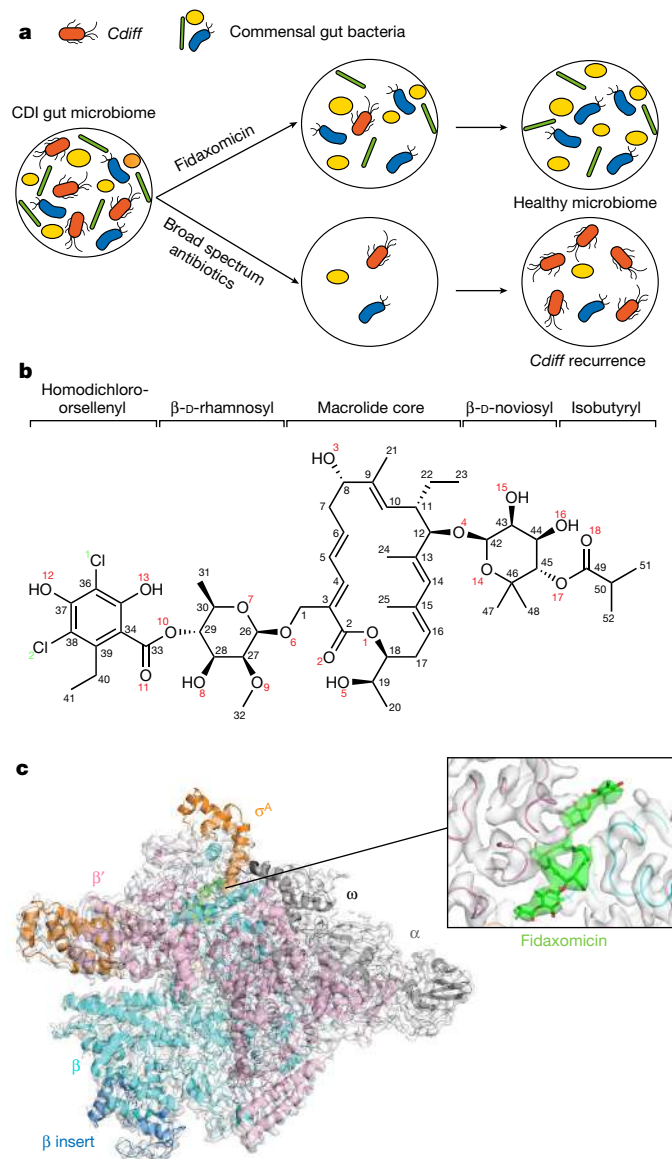 a
Cdiff
Commensal gut bacteria
CDI gut microbiome
Fidaxomicin
Broad spectrum
antibiotics
Healthy microbiome
Cdiff recurrence
b
Homodichloro-
orsellenyl
β-D-rhamnosyl
Macrolide core
β-D-noviosyl
Isobutyryl
3 21
HO 9 22 23
8 10 11 15 16
7 OH OH 18
6 12 O 4 43 44 O
5 24 13 42 45 49 51
1 12 13 31 4 14 O 46 O 50
Cl HO 36 OH 30 O 7 3 25 15 14 47 48 17 52
37 10 O 29 26 O 1 2 O 1 16
Cl 38 34 33 28 27 6 O 2 18 17
2 39 O 11 HO 8 O 9 HO 5 19
41 40 32 20
c
σA
β′
ω
α
β
β insert
Fidaxomicin